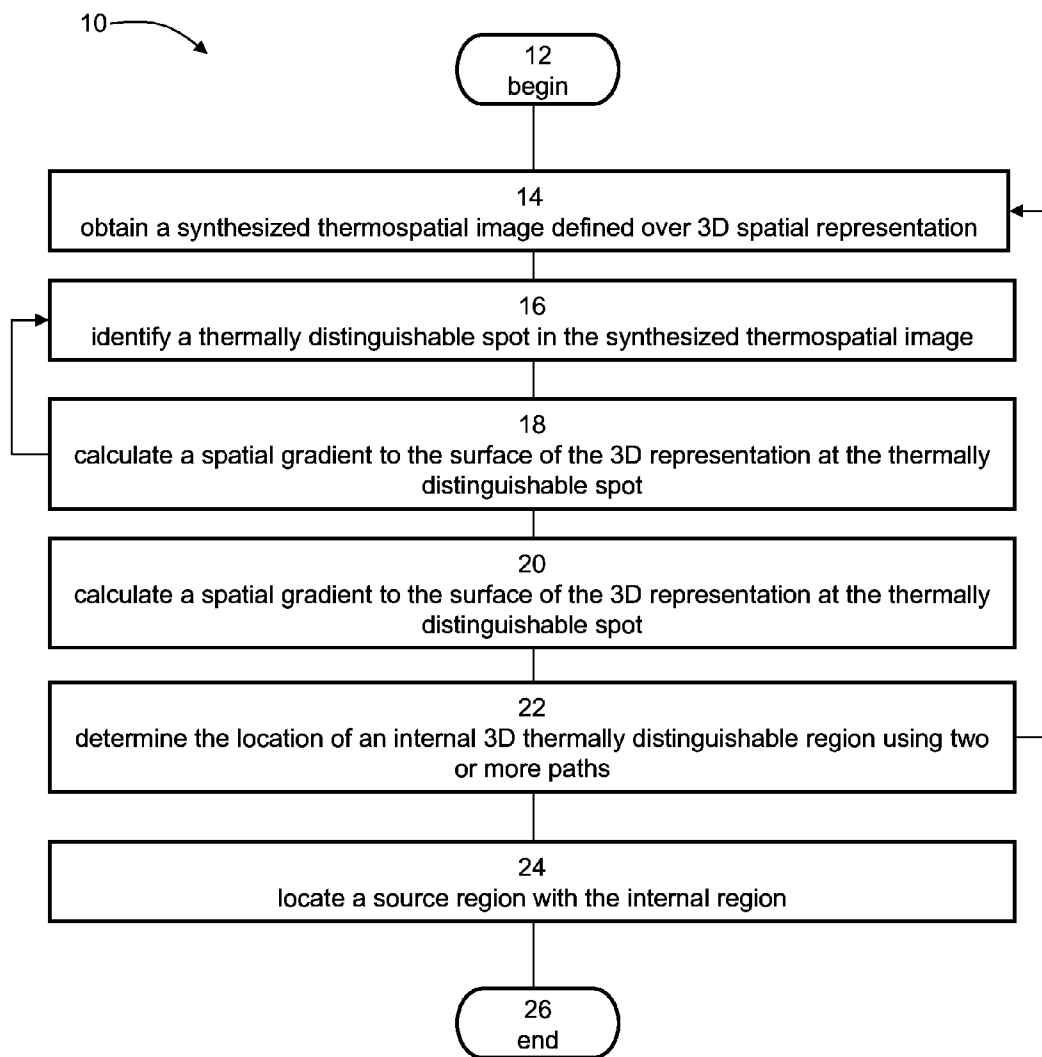 10
12
begin
14
obtain a synthesized thermospatial image defined over 3D spatial representation
16
identify a thermally distinguishable spot in the synthesized thermospatial image
18
calculate a spatial gradient to the surface of the 3D representation at the thermally
distinguishable spot
20
calculate a spatial gradient to the surface of the 3D representation at the thermally
distinguishable spot
22
determine the location of an internal 3D thermally distinguishable region using two
or more paths
24
locate a source region with the internal region
26
end